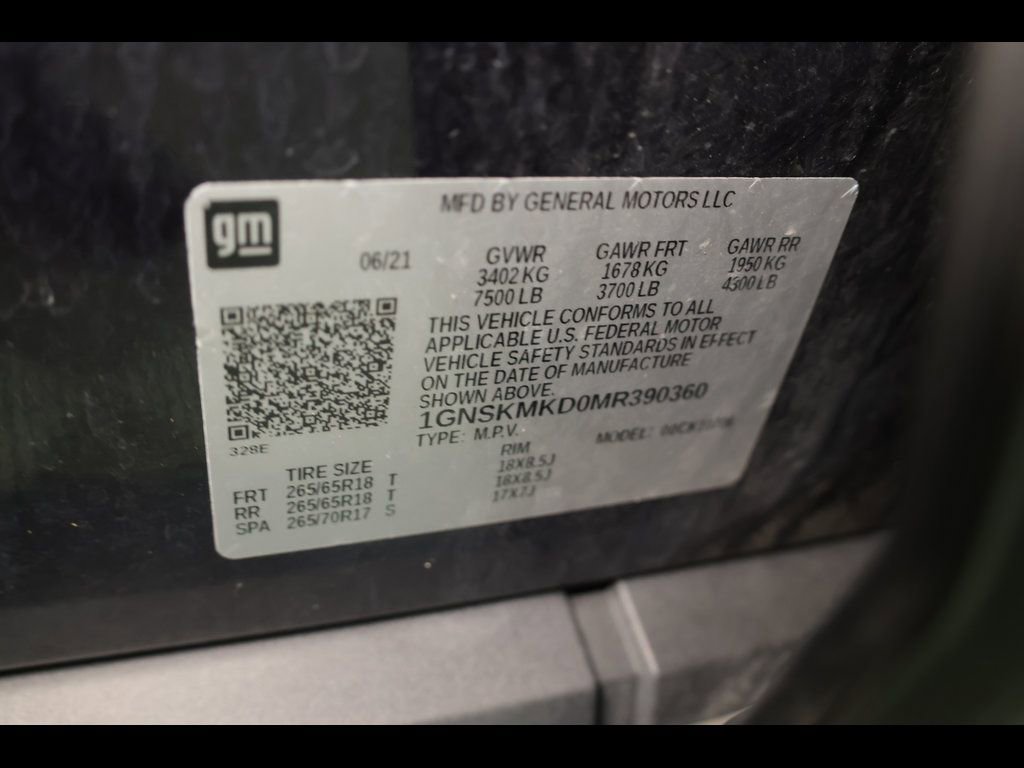 gm
MFD BY GENERAL MOTORS LLC
06/21
GVWR GAWR FRT GAWR RR
3402 KG 1678 KG 1950 KG
7500 LB 3700 LB 4300 LB
THIS VEHICLE CONFORMS TO ALL
APPLICABLE U.S. FEDERAL MOTOR
VEHICLE SAFETY STANDARDS IN EFFECT
ON THE DATE OF MANUFACTURE
SHOWN ABOVE.
1GNSKMKD0MR390360
TYPE: M.P.V. MODEL:
328E
TIRE SIZE RIM
FRT 265/65R18 T 18X8.5J
RR 265/65R18 T 18X8.5J
SPA 265/70R17 S 17X7J